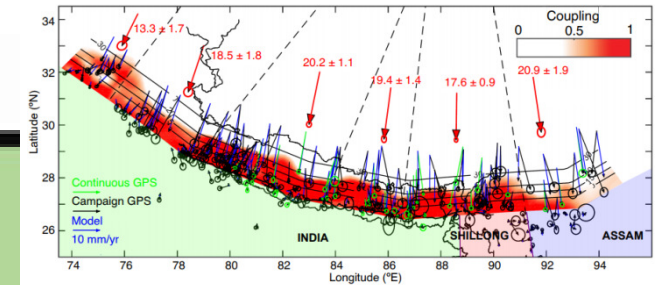 34
32
30
28
26
Latitude (°N)
13.3 ± 1.7
18.5 ± 1.8
20.2 ± 1.1
19.4 ± 1.4
17.6 ± 0.9
20.9 ± 1.9
Coupling
0 0.5 1
Continuous GPS
Campaign GPS
Model
10 mm/yr
INDIA
SHILLONG
ASSAM
74 76 78 80 82 84 86 88 90 92 94
Longitude (°E)